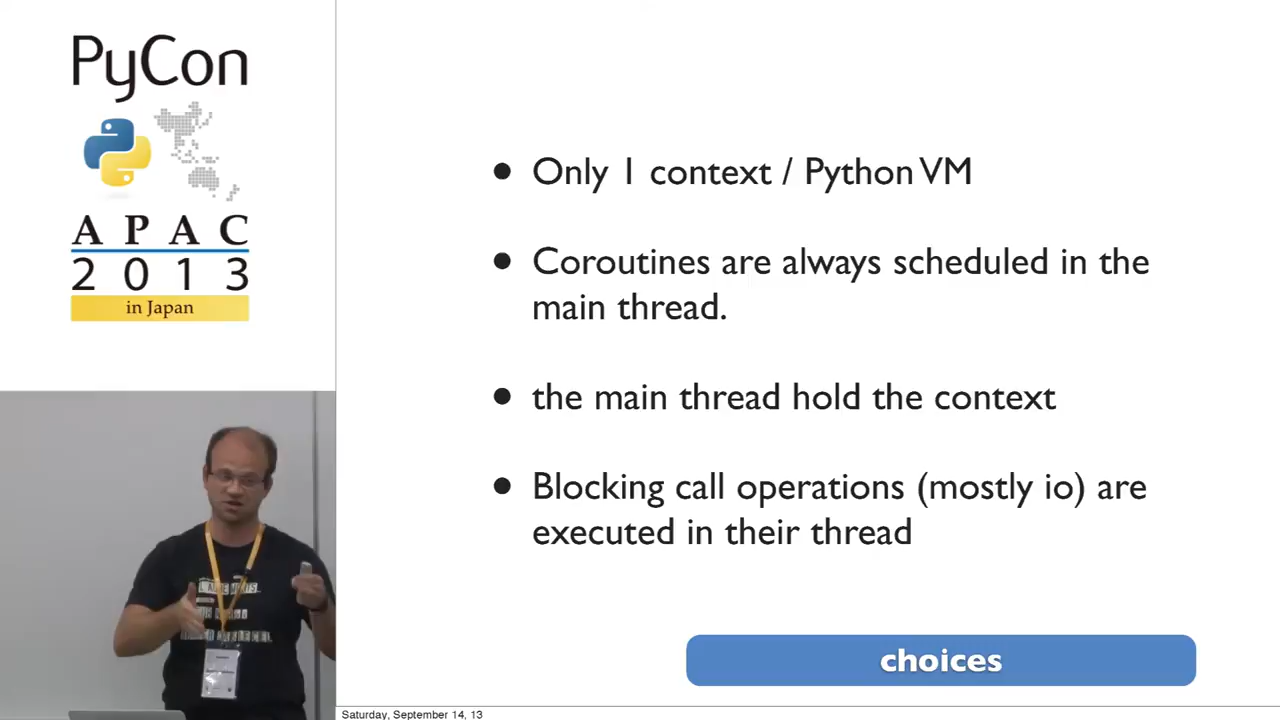 PyCon
APAC
2013
in Japan
• Only 1 context / Python VM
• Coroutines are always scheduled in the
main thread.
• the main thread hold the context
• Blocking call operations (mostly io) are
executed in their thread
choices
Saturday, September 14, 13